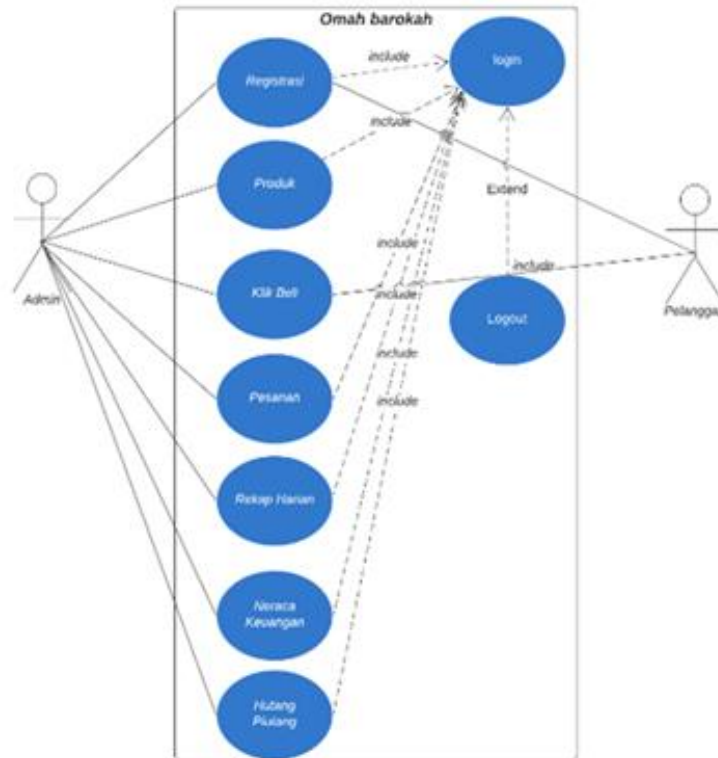 Omah barokah
Registrasi
include
login
Produk
include
Extend
Admin
Klik Beli
include
include
include
Logout
Pelangga
Pesanan
include
include
Rekap Harian
Neraca
Keuangan
Hutang
Piutang